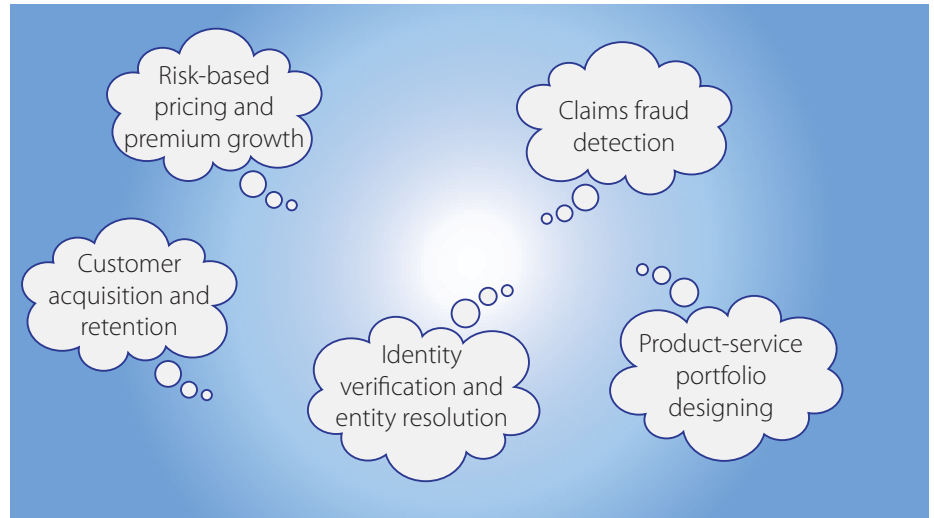 Risk-based
pricing and
premium growth
Claims fraud
detection
Customer
acquisition and
retention
Identity
verification and
entity resolution
Product-service
portfolio
designing